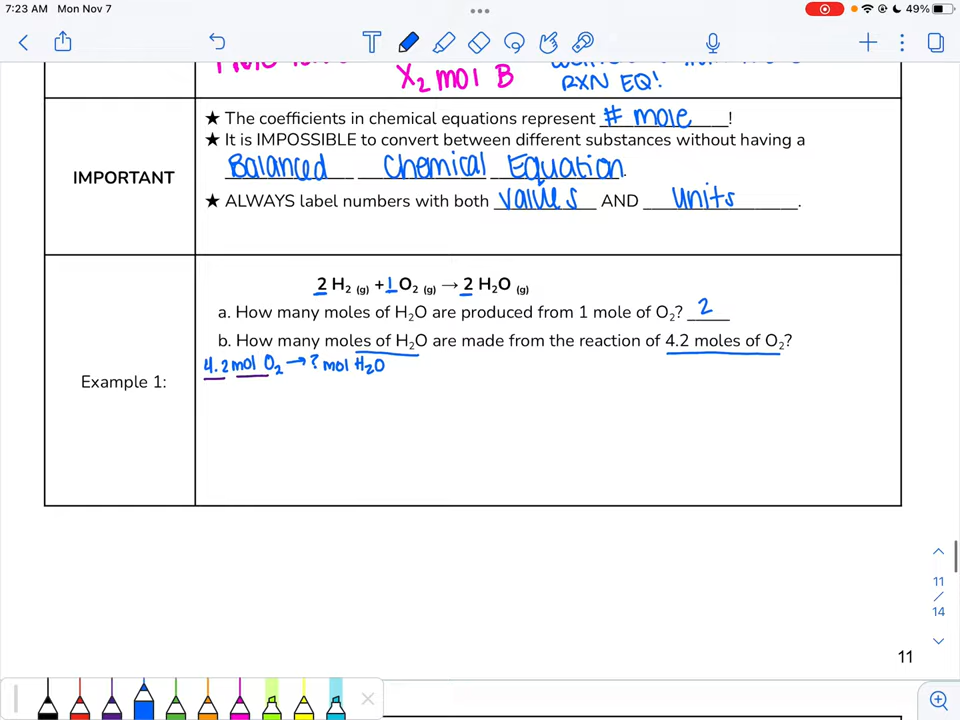 7:23 AM Mon Nov 7
49%
X₂ mol B
RXN EQ!
IMPORTANT
★ The coefficients in chemical equations represent # mole!
★ It is IMPOSSIBLE to convert between different substances without having a
Balanced Chemical Equation.
★ ALWAYS label numbers with both values AND units.
2 H₂ (g) + 1 O₂ (g) → 2 H₂O (g)
a. How many moles of H₂O are produced from 1 mole of O₂? 2
b. How many moles of H₂O are made from the reaction of 4.2 moles of O₂?
4.2 mol O₂ → ? mol H₂O
Example 1:
11
/
14
11